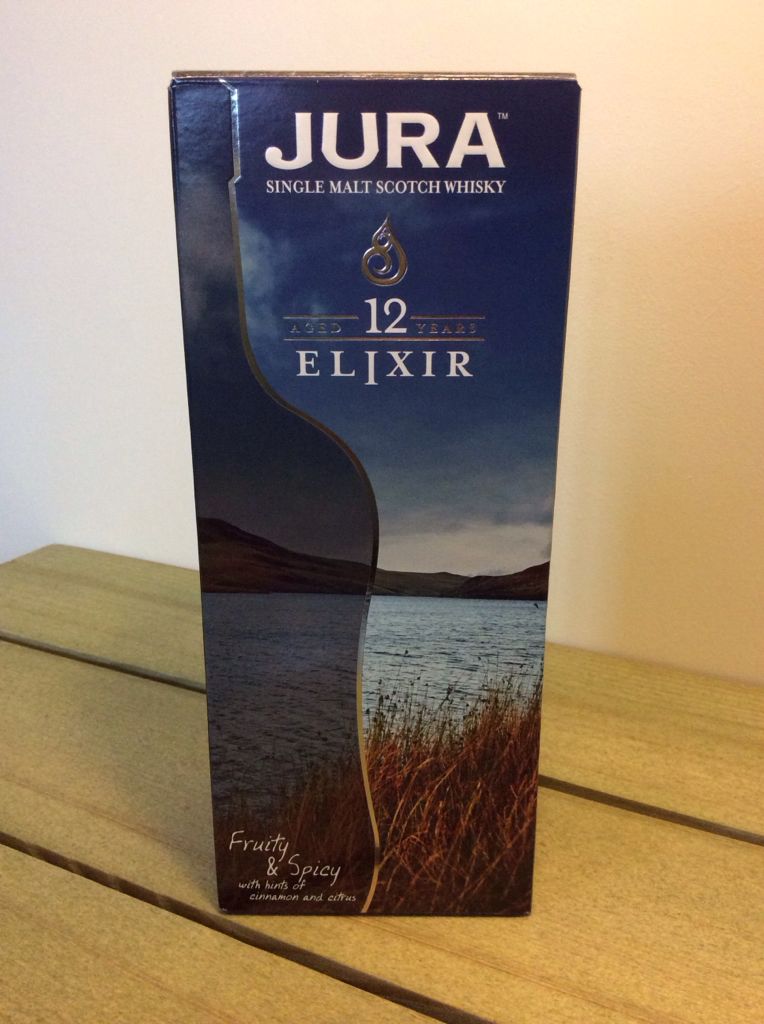 JURA™
SINGLE MALT SCOTCH WHISKY
AGED 12 YEARS
ELIXIR
Fruity
& Spicy
with hints of
cinnamon and citrus